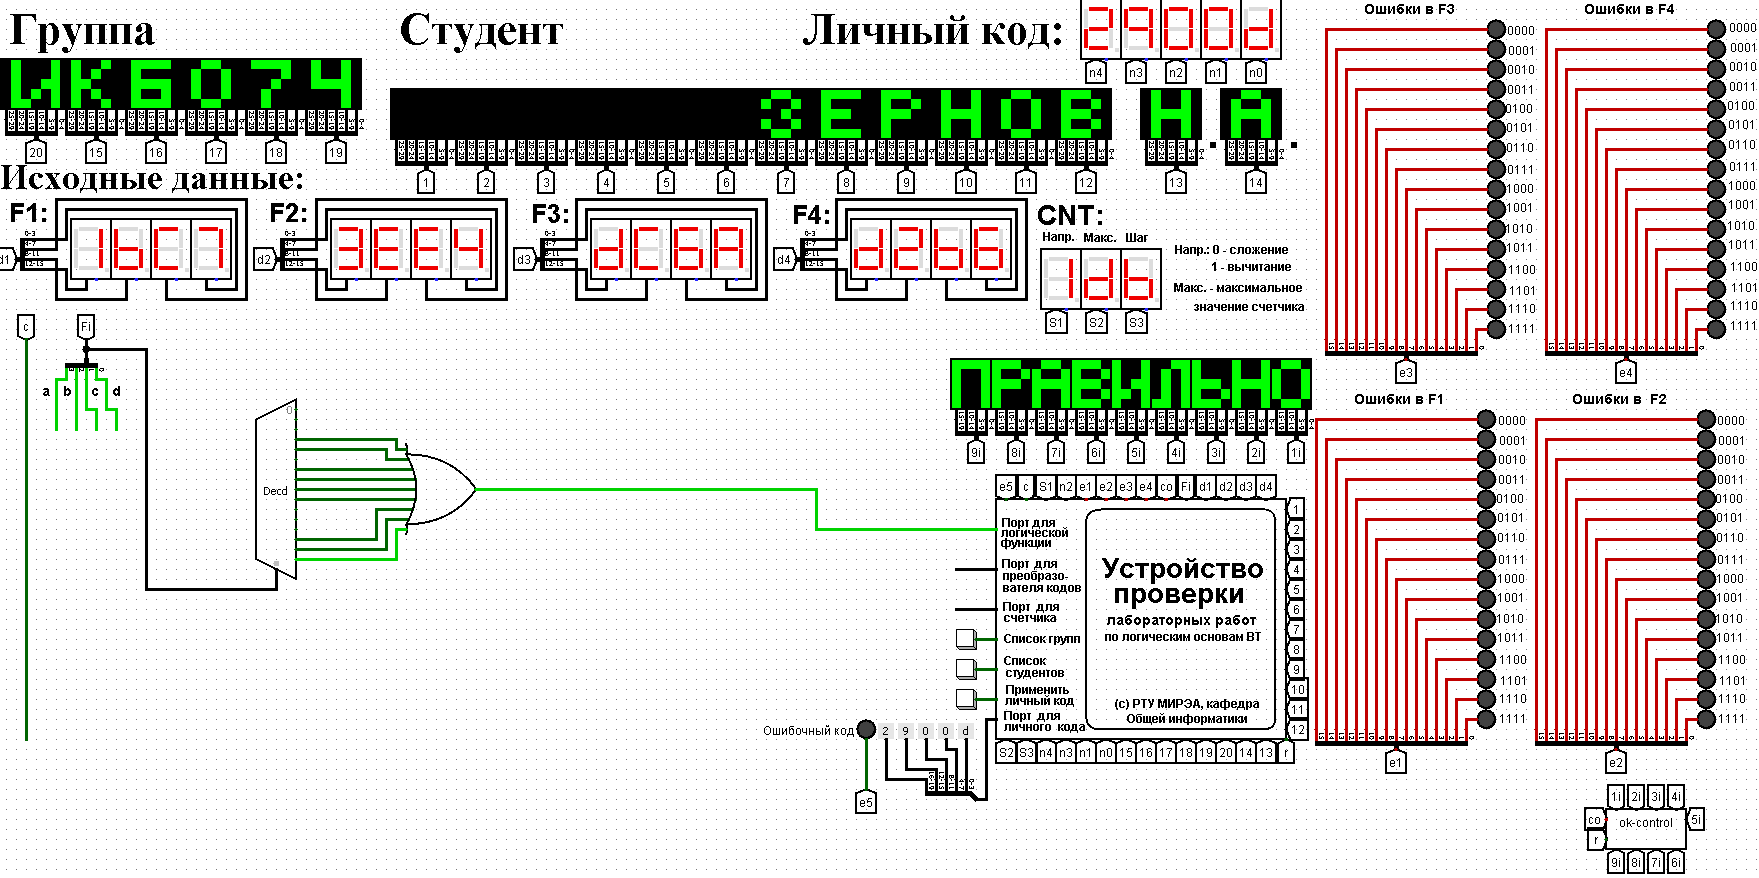 Группа Студент Личный код: 2900d
n4 n3 n2 n1 n0
ИКБ074 ЗЕРНОВ Н. А.
20 15 16 17 18 19
1 2 3 4 5 6 7 8 9 10 11 12 13 14
Исходные данные:
F1: 1bC7 F2: 3EE4 F3: dC6A F4: d2b6 CNT:
d1 d2 d3 d4
Напр. Макс. Шаг
1db
S1 S2 S3
Напр.: 0 - сложение
1 - вычитание
Макс. - максимальное
значение счетчика
c Fi
a b c d
Decd
0
ПРАВИЛЬНО
9i 8i 7i 6i 5i 4i 3i 2i 1i
e5 c S1 n2 e1 e2 e3 e4 co Fi d1 d2 d3 d4
Порт для
логической
функции
Порт для
преобразо-
вателя кодов
Порт для
счетчика
Список групп
Список
студентов
Применить
личный код
Порт для
личного кода
Устройство
проверки
лабораторных работ
по логическим основам ВТ
(с) РТУ МИРЭА, кафедра
Общей информатики
1
2
3
4
5
6
7
8
9
10
11
12
S2 S3 n4 n3 n1 n0 15 16 17 18 19 20 14 13 r
Ошибочный код 2 9 0 0 d
e5
Ошибки в F3
0000
0001
0010
0011
0100
0101
0110
0111
1000
1001
1010
1011
1100
1101
1110
1111
e3
Ошибки в F4
0000
0001
0010
0011
0100
0101
0110
0111
1000
1001
1010
1011
1100
1101
1110
1111
e4
Ошибки в F1
0000
0001
0010
0011
0100
0101
0110
0111
1000
1001
1010
1011
1100
1101
1110
1111
e1
Ошибки в F2
0000
0001
0010
0011
0100
0101
0110
0111
1000
1001
1010
1011
1100
1101
1110
1111
e2
1i 2i 3i 4i
co ok-control 5i
r
9i 8i 7i 6i